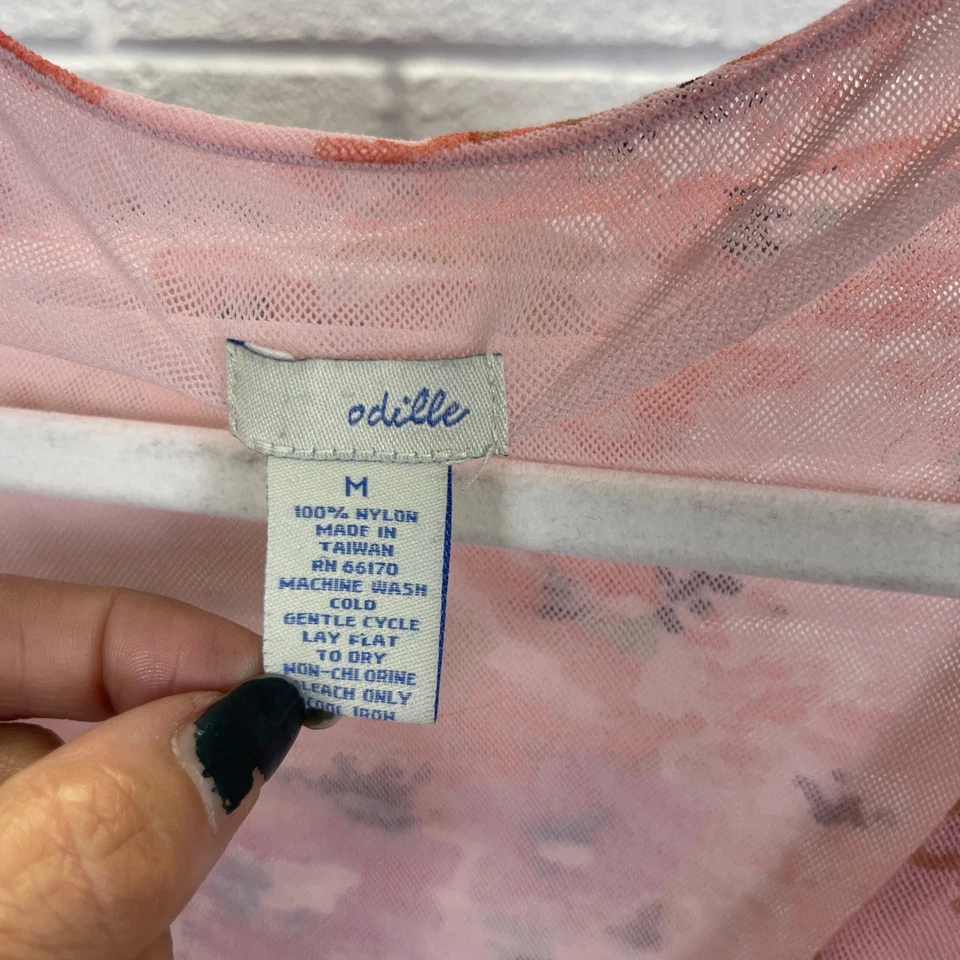 odille
M
100% NYLON
MADE IN
TAIWAN
RN 66170
MACHINE WASH
COLD
GENTLE CYCLE
LAY FLAT
TO DRY
NON-CHLORINE
BLEACH ONLY
COOL IRON